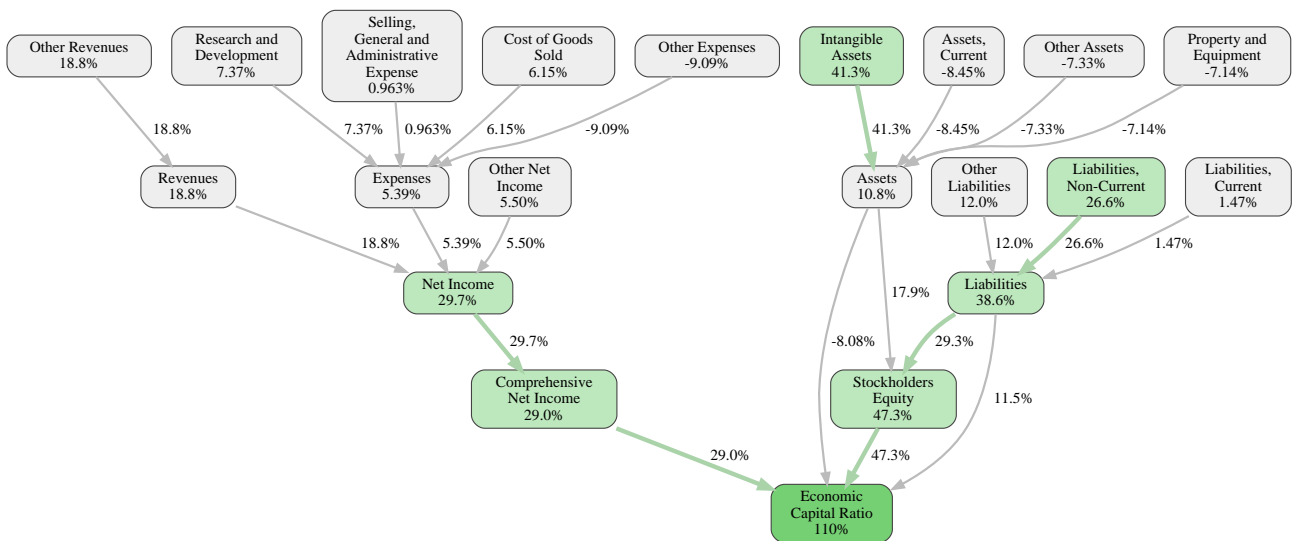 Other Revenues
18.8%
Research and
Development
7.37%
Selling,
General and
Administrative
Expense
0.963%
Cost of Goods
Sold
6.15%
Other Expenses
-9.09%
Intangible
Assets
41.3%
Assets,
Current
-8.45%
Other Assets
-7.33%
Property and
Equipment
-7.14%
18.8%
7.37%
0.963%
6.15%
-9.09%
41.3%
-8.45%
-7.33%
-7.14%
Revenues
18.8%
Expenses
5.39%
Other Net
Income
5.50%
Assets
10.8%
Other
Liabilities
12.0%
Liabilities,
Non-Current
26.6%
Liabilities,
Current
1.47%
18.8%
5.39%
5.50%
12.0%
26.6%
1.47%
Net Income
29.7%
17.9%
Liabilities
38.6%
29.7%
-8.08%
29.3%
Comprehensive
Net Income
29.0%
Stockholders
Equity
47.3%
11.5%
29.0%
47.3%
Economic
Capital Ratio
110%